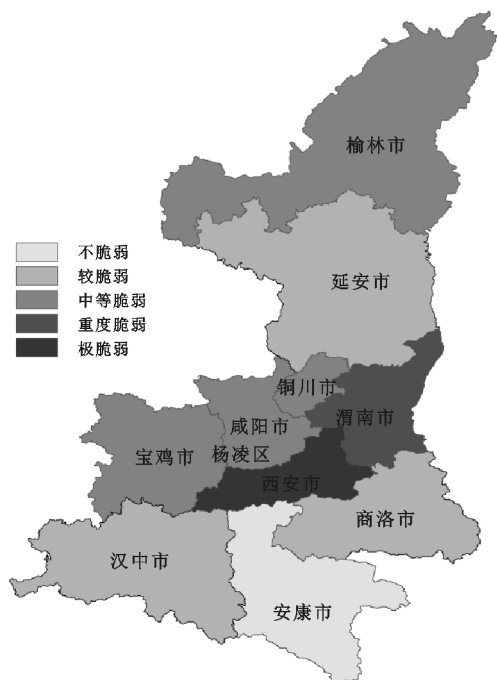 榆林市
不脆弱
较脆弱
中等脆弱
重度脆弱
极脆弱
延安市
铜川市
渭南市
咸阳市
杨凌区
宝鸡市
西安市
商洛市
汉中市
安康市